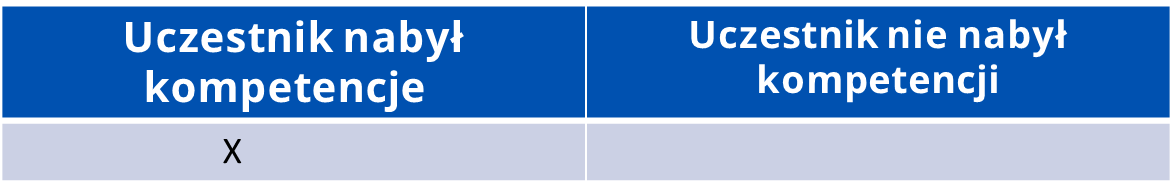 Uczestnik nabył
kompetencje
Uczestnik nie nabył
kompetencji
X